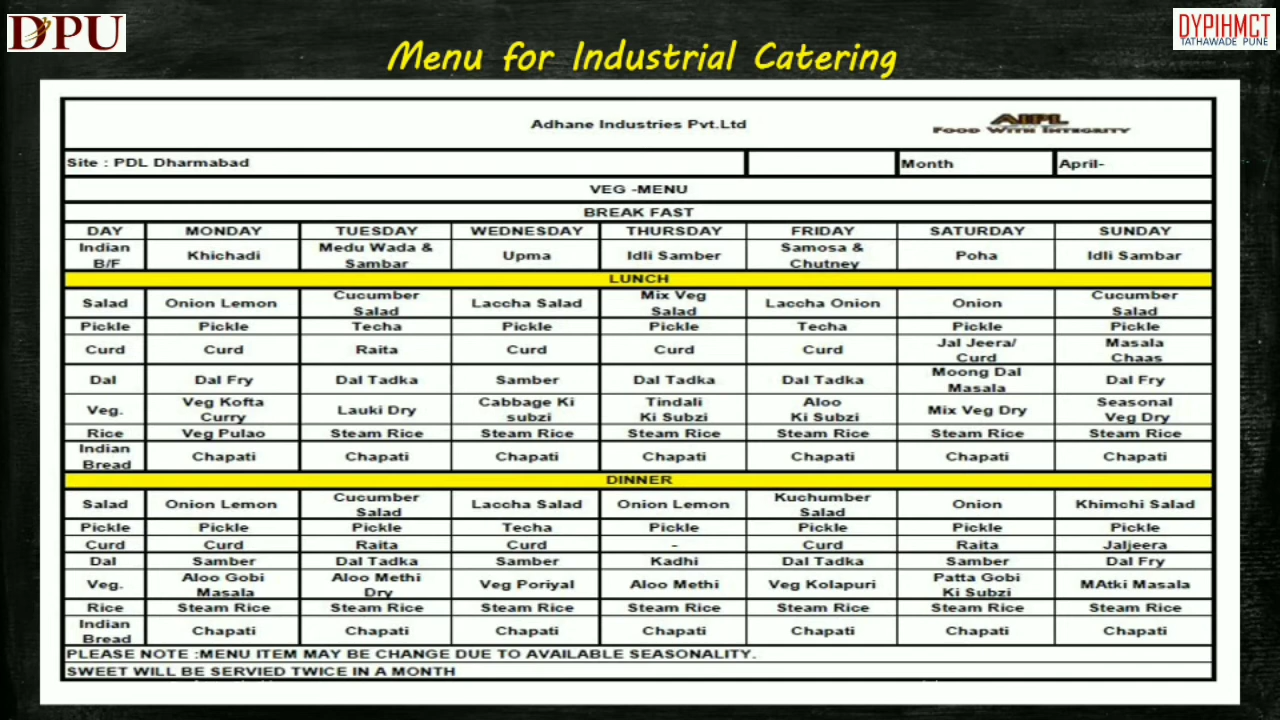 DPU
DYPIHMCT
TATHAWADE PUNE
Menu for Industrial Catering
Adhane Industries Pvt.Ltd
AIPL
FOOD WITH INTEGRITY
Site : PDL Dharmabad Month April-
VEG -MENU
BREAK FAST
DAY MONDAY TUESDAY WEDNESDAY THURSDAY FRIDAY SATURDAY SUNDAY
Indian B/F Khichadi Medu Wada & Sambar Upma Idli Samber Samosa & Chutney Poha Idli Sambar
LUNCH
Salad Onion Lemon Cucumber Salad Laccha Salad Mix Veg Salad Laccha Onion Onion Cucumber Salad
Pickle Pickle Techa Pickle Pickle Techa Pickle Pickle
Curd Curd Raita Curd Curd Curd Jal Jeera/ Curd Masala Chaas
Dal Dal Fry Dal Tadka Samber Dal Tadka Dal Tadka Moong Dal Masala Dal Fry
Veg. Veg Kofta Curry Lauki Dry Cabbage Ki subzi Tindali Ki Subzi Aloo Ki Subzi Mix Veg Dry Seasonal Veg Dry
Rice Veg Pulao Steam Rice Steam Rice Steam Rice Steam Rice Steam Rice Steam Rice
Indian Bread Chapati Chapati Chapati Chapati Chapati Chapati Chapati
DINNER
Salad Onion Lemon Cucumber Salad Laccha Salad Onion Lemon Kuchumber Salad Onion Khimchi Salad
Pickle Pickle Pickle Techa Pickle Pickle Pickle Pickle
Curd Curd Raita Curd - Curd Raita Jaljeera
Dal Samber Dal Tadka Samber Kadhi Dal Tadka Samber Dal Fry
Veg. Aloo Gobi Masala Aloo Methi Dry Veg Poriyal Aloo Methi Veg Kolapuri Patta Gobi Ki Subzi MAtki Masala
Rice Steam Rice Steam Rice Steam Rice Steam Rice Steam Rice Steam Rice Steam Rice
Indian Bread Chapati Chapati Chapati Chapati Chapati Chapati Chapati
PLEASE NOTE :MENU ITEM MAY BE CHANGE DUE TO AVAILABLE SEASONALITY.
SWEET WILL BE SERVIED TWICE IN A MONTH